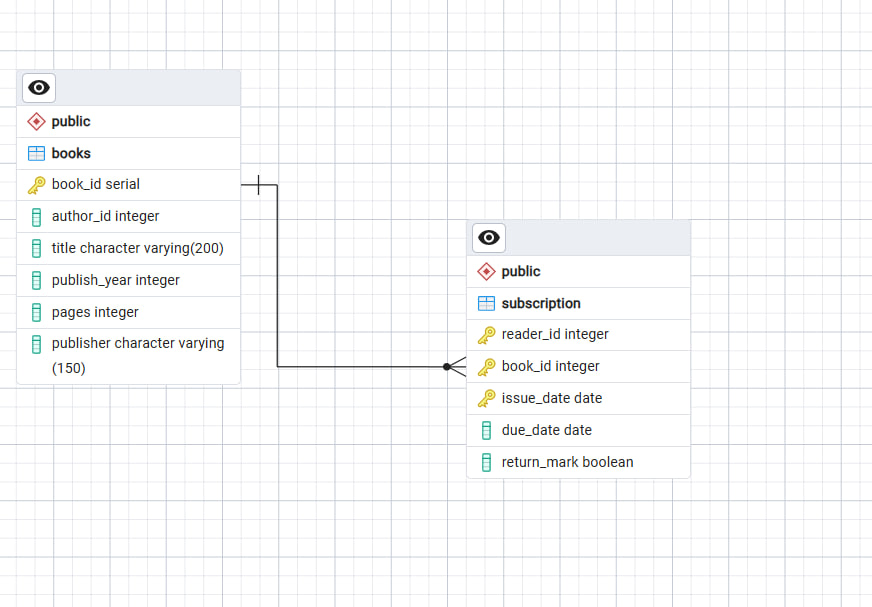 public
books
book_id serial
author_id integer
title character varying(200)
publish_year integer
pages integer
publisher character varying
(150)
public
subscription
reader_id integer
book_id integer
issue_date date
due_date date
return_mark boolean